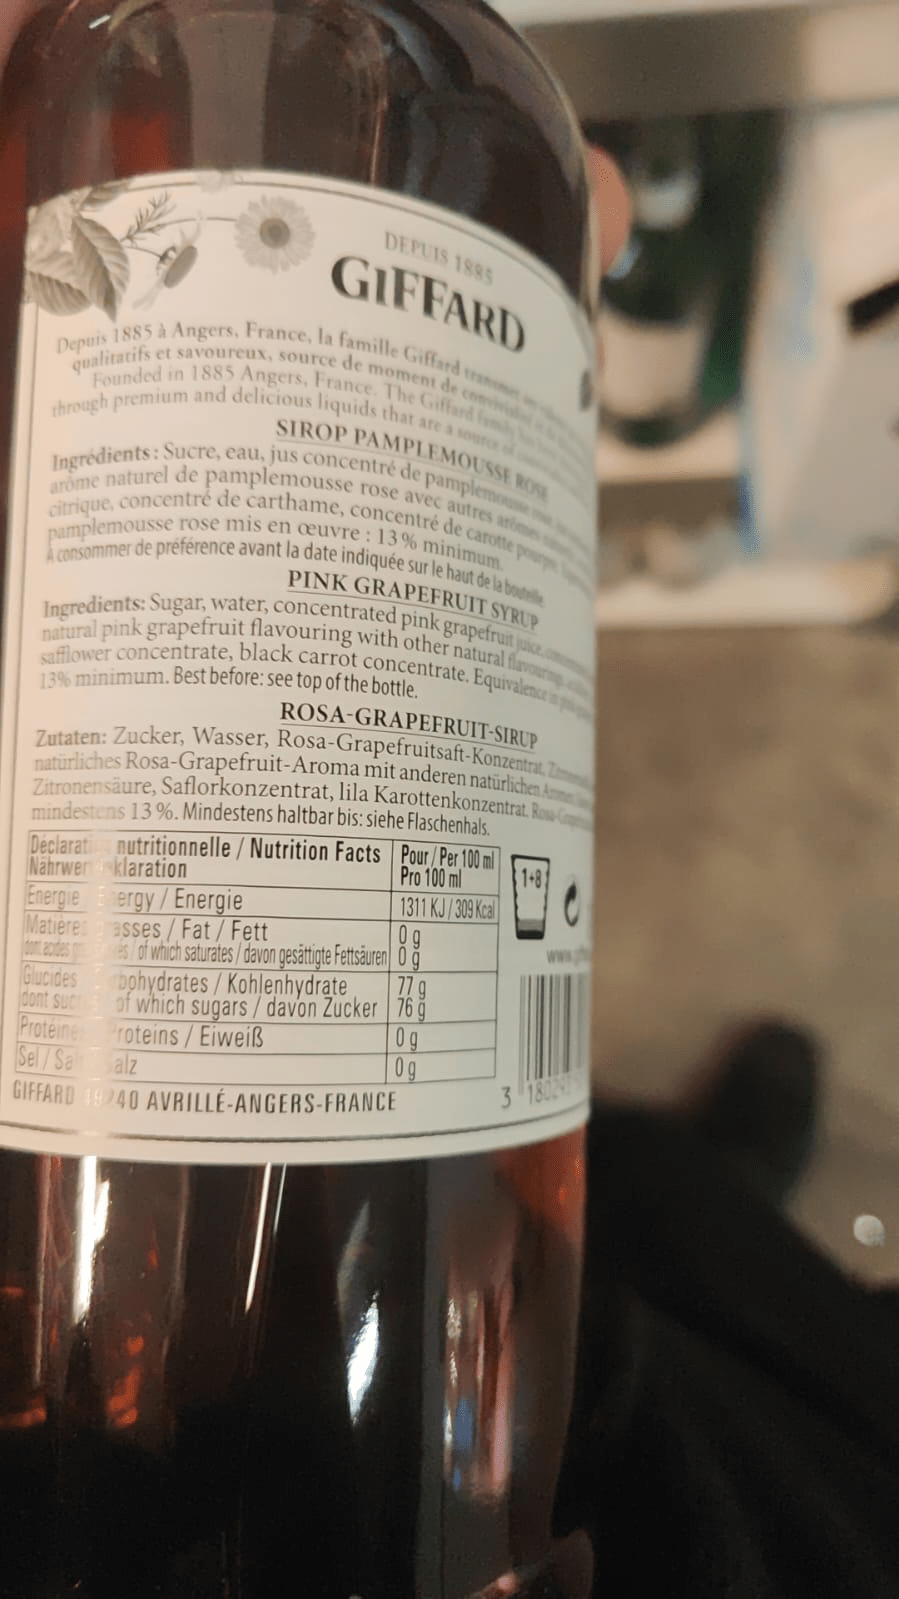 DEPUIS 1885
GIFFARD
Depuis 1885 à Angers, France, la famille Giffard transmet
qualitatifs et savoureux, source de moment de convivialité
Founded in 1885 Angers, France. The Giffard family
through premium and delicious liquids that are a source of
SIROP PAMPLEMOUSSE ROSE
Ingrédients: Sucre, eau, jus concentré de pamplemousse rose,
arôme naturel de pamplemousse rose avec autres arômes
citrique, concentré de carthame, concentré de carotte pourpre.
pamplemousse rose mis en œuvre : 13% minimum.
À consommer de préférence avant la date indiquée sur le haut de la bouteille
PINK GRAPEFRUIT SYRUP
Ingredients: Sugar, water, concentrated pink grapefruit juice,
natural pink grapefruit flavouring with other natural flavourings,
safflower concentrate, black carrot concentrate. Equivalence in
13% minimum. Best before: see top of the bottle.
ROSA-GRAPEFRUIT-SIRUP
Zutaten: Zucker, Wasser, Rosa-Grapefruitsaft-Konzentrat,
natürliches Rosa-Grapefruit-Aroma mit anderen natürlichen Aromen,
Zitronensäure, Saflorkonzentrat, lila Karottenkonzentrat.
mindestens 13%. Mindestens haltbar bis: siehe Flaschenhals.
nutritionnelle / Nutrition Facts Pour / Per 100 ml
Pro 100 ml
Energie / Energie 1311 KJ / 309 Kcal
/ Fat / Fett 0 g
/ of which saturates / davon gesättigte Fettsäuren 0 g
Glucides / Kohlenhydrate 77 g
dont of which sugars / davon Zucker 76 g
Proteins / Eiweiß 0 g
Sel / 0 g
1+8
GIFFARD AVRILLÉ-ANGERS-FRANCE
3